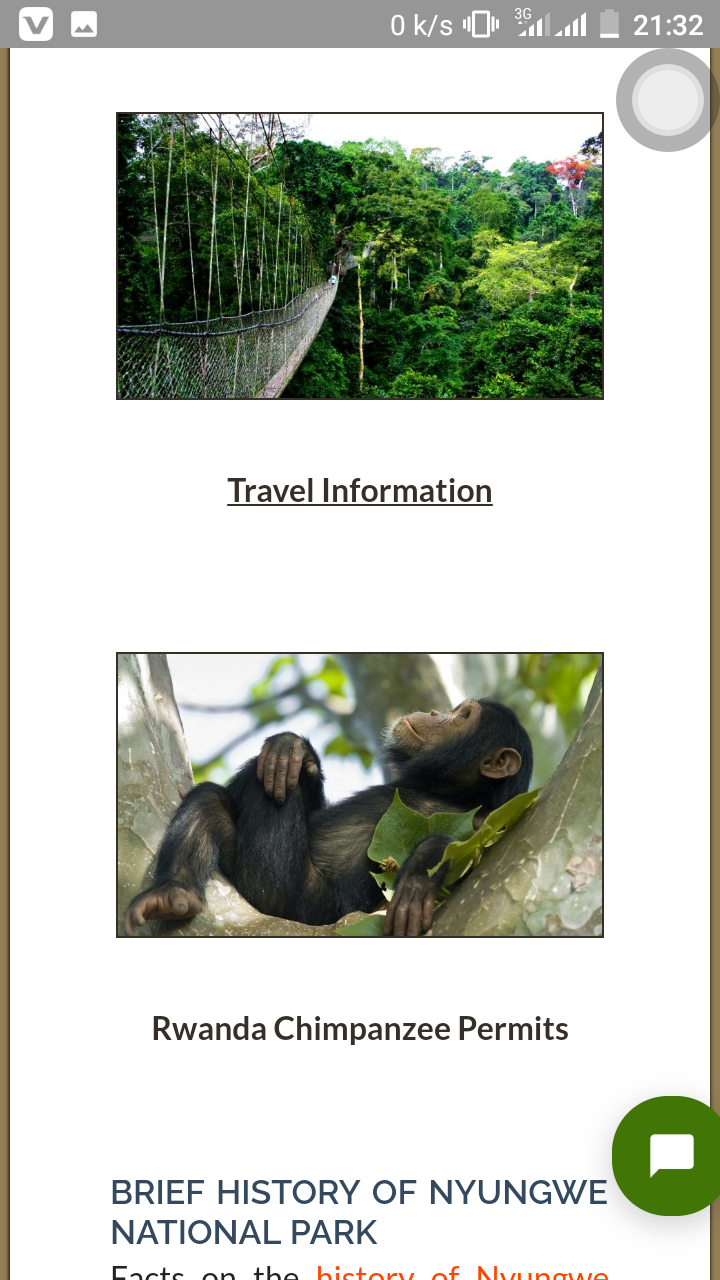 0 k/s 3G 21:32
Travel Information
Rwanda Chimpanzee Permits
BRIEF HISTORY OF NYUNGWE
NATIONAL PARK
Facts on the history of Nyungwe